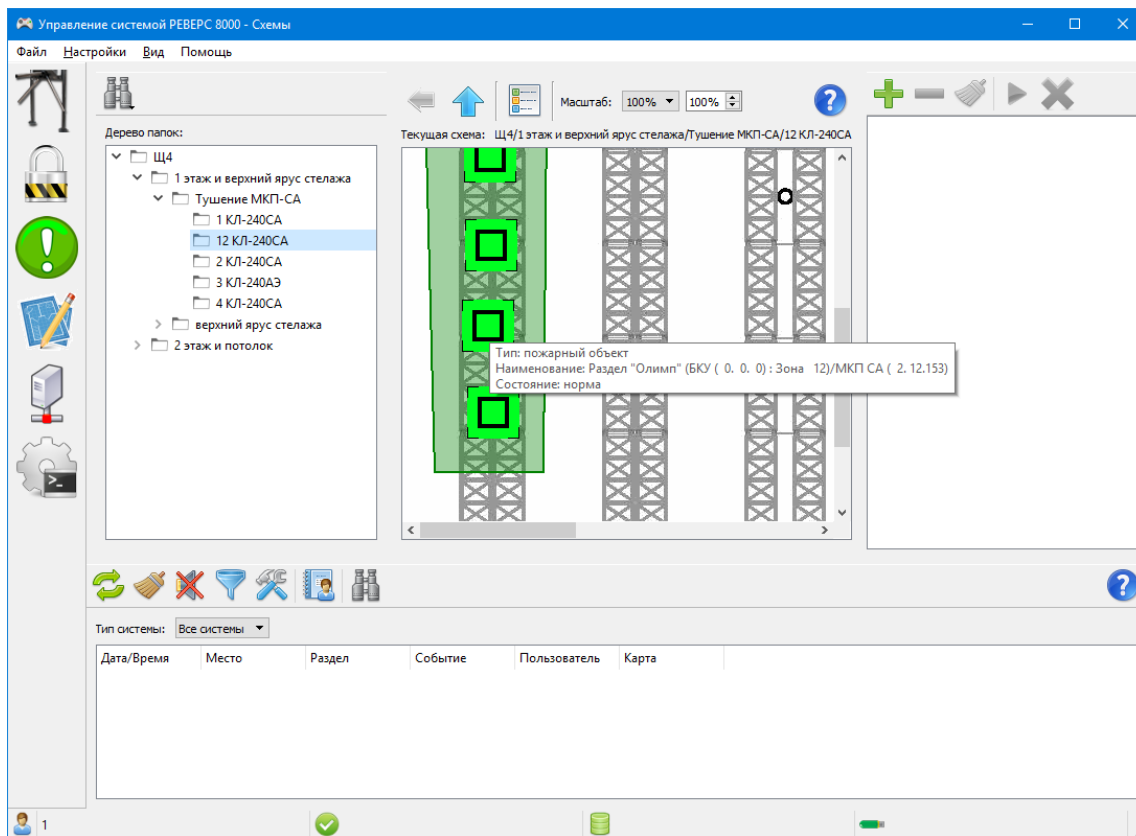 Управление системой РЕВЕРС 8000 - Схемы
Файл Настройки Вид Помощь
Масштаб: 100% 100%
Дерево папок:
Текущая схема: Щ4/1 этаж и верхний ярус стелажа/Тушение МКП-СА/12 КЛ-240СА
Щ4
1 этаж и верхний ярус стелажа
Тушение МКП-СА
1 КЛ-240СА
12 КЛ-240СА
2 КЛ-240СА
3 КЛ-240АЭ
4 КЛ-240СА
верхний ярус стелажа
2 этаж и потолок
Тип: пожарный объект
Наименование: Раздел "Олимп" (БКУ ( 0. 0. 0) : Зона 12)/МКП СА ( 2. 12.153)
Состояние: норма
Тип системы: Все системы
Дата/Время Место Раздел Событие Пользователь Карта
1